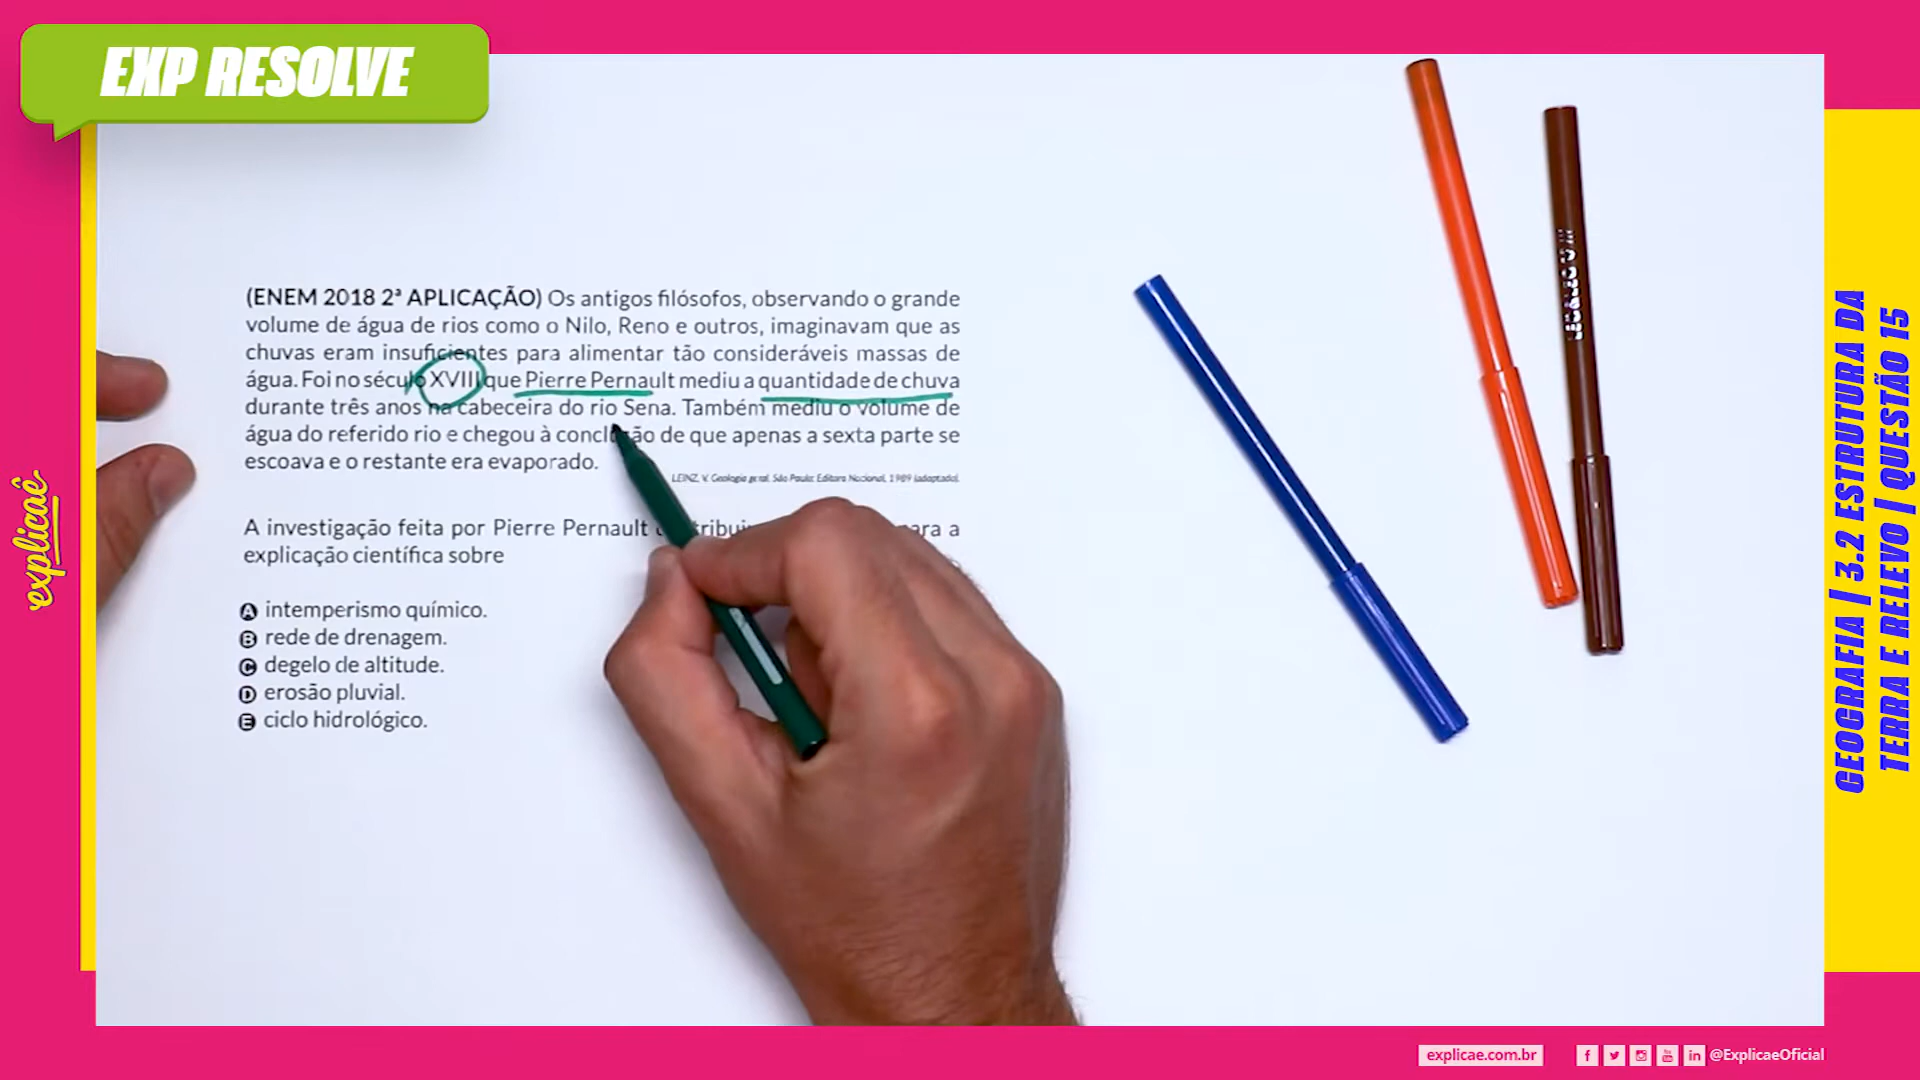 EXP RESOLVE
(ENEM 2018 2ª APLICAÇÃO) Os antigos filósofos, observando o grande
volume de água de rios como o Nilo, Reno e outros, imaginavam que as
chuvas eram insuficientes para alimentar tão consideráveis massas de
água. Foi no século XVIII que Pierre Pernault mediu a quantidade de chuva
durante três anos na cabeceira do rio Sena. Também mediu o volume de
água do referido rio e chegou à conclusão de que apenas a sexta parte se
escoava e o restante era evaporado.
LEINZ, V. Geologia geral. São Paulo: Editora Nacional, 1989 (adaptado).
A investigação feita por Pierre Pernault para a
explicação científica sobre
A intemperismo químico.
B rede de drenagem.
C degelo de altitude.
D erosão pluvial.
E ciclo hidrológico.
explicaê
GEOGRAFIA | 3.2 ESTRUTURA DA
TERRA E RELEVO | QUESTÃO 15
explicae.com.br
@ExplicaeOficial